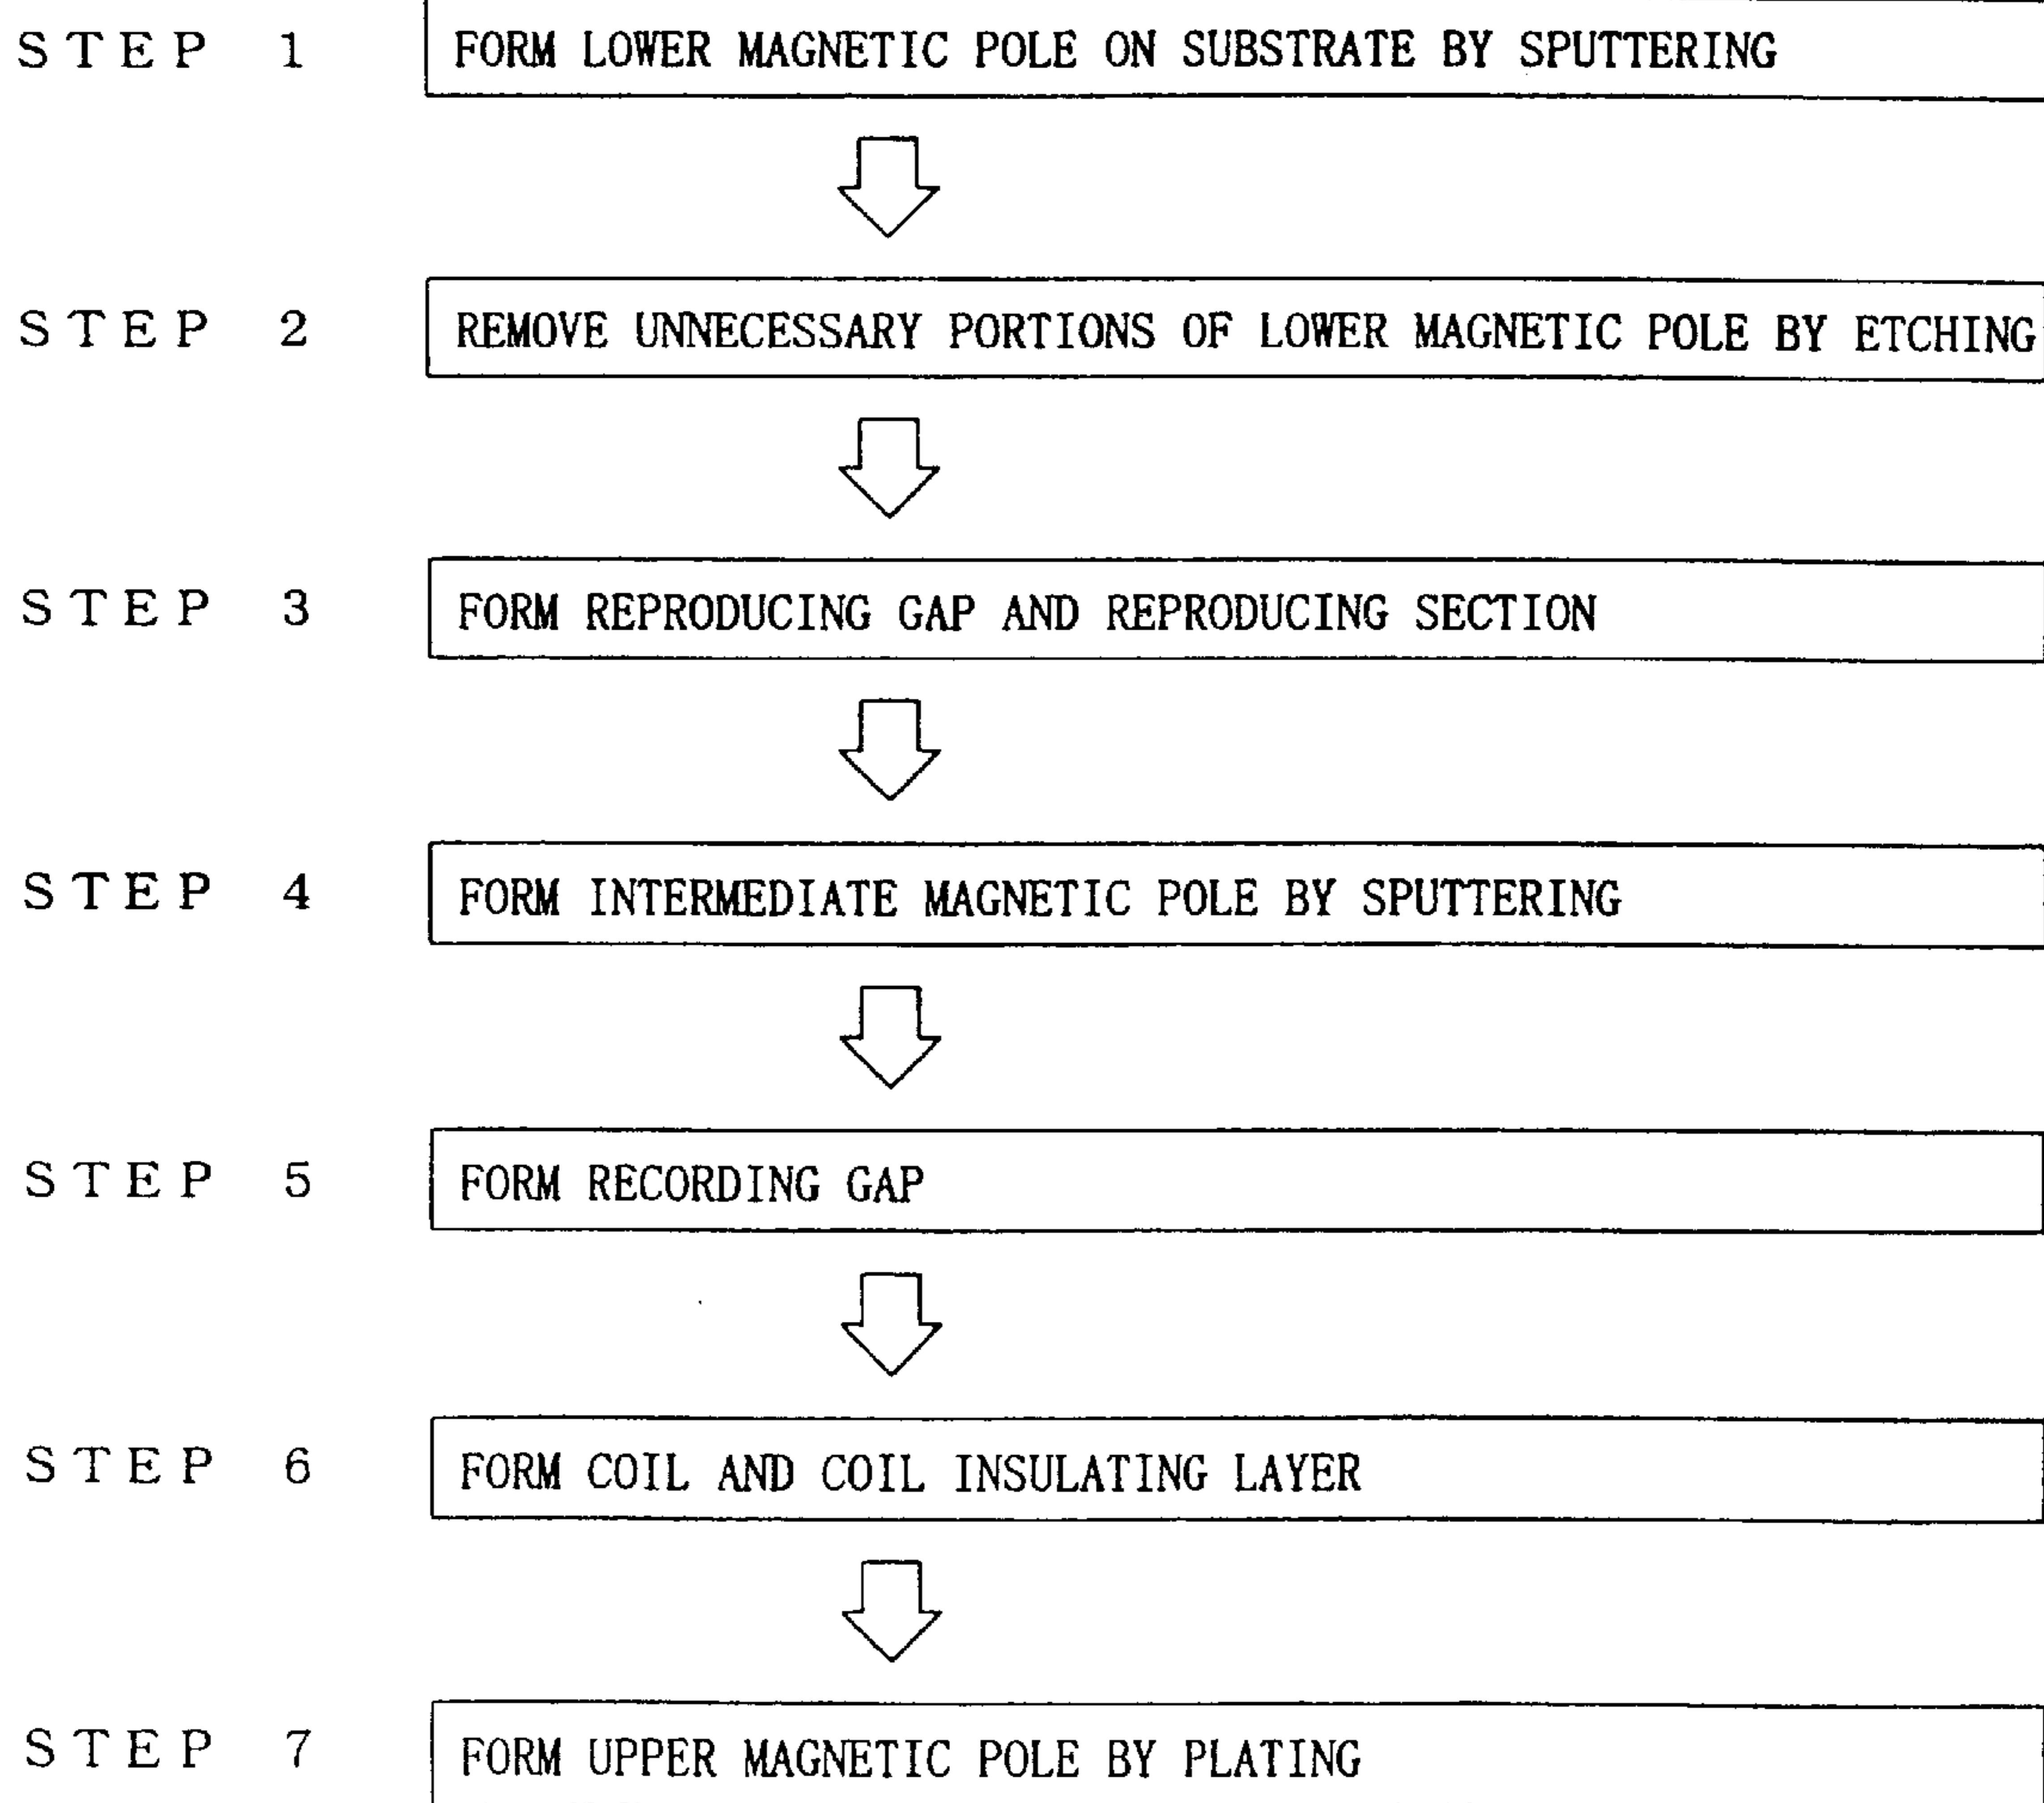 STEP 1 FORM LOWER MAGNETIC POLE ON SUBSTRATE BY SPUTTERING
STEP 2 REMOVE UNNECESSARY PORTIONS OF LOWER MAGNETIC POLE BY ETCHING
STEP 3 FORM REPRODUCING GAP AND REPRODUCING SECTION
STEP 4 FORM INTERMEDIATE MAGNETIC POLE BY SPUTTERING
STEP 5 FORM RECORDING GAP
STEP 6 FORM COIL AND COIL INSULATING LAYER
STEP 7 FORM UPPER MAGNETIC POLE BY PLATING